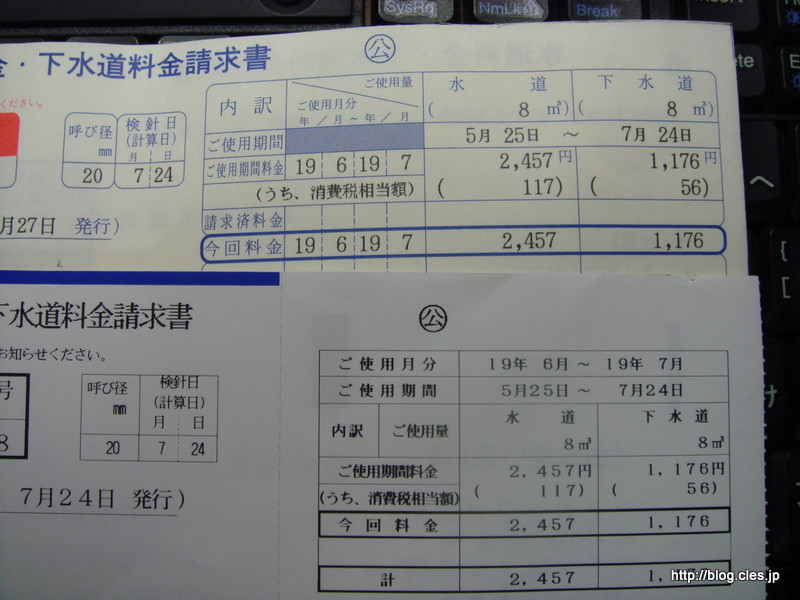 SysRq
NmLk
Break
金・下水道料金請求書
公
ください。
呼び径
mm
検針日
(計算日)
月 日
20 7 24
月27日 発行)
内訳
ご使用量
ご使用月分
年/月〜年/月
水道
下水道
( 8 ㎥)
( 8 ㎥)
ご使用期間 5月25日 〜 7月24日
ご使用期間料金 19 6 19 7 2,457円 1,176円
(うち、消費税相当額) ( 117) ( 56)
請求済料金
今回料金 19 6 19 7 2,457 1,176
下水道料金請求書
お知らせください。
公
号
8
呼び径
mm
検針日
(計算日)
月 日
20 7 24
7月24日 発行)
ご使用月分 19年 6月 〜 19年 7月
ご使用期間 5月25日 〜 7月24日
内訳 ご使用量
水道 下水道
8㎥ 8㎥
ご使用期間料金 2,457円 1,176円
(うち、消費税相当額) ( 117) ( 56)
今回料金 2,457 1,176
計 2,457
http://blog.cles.jp